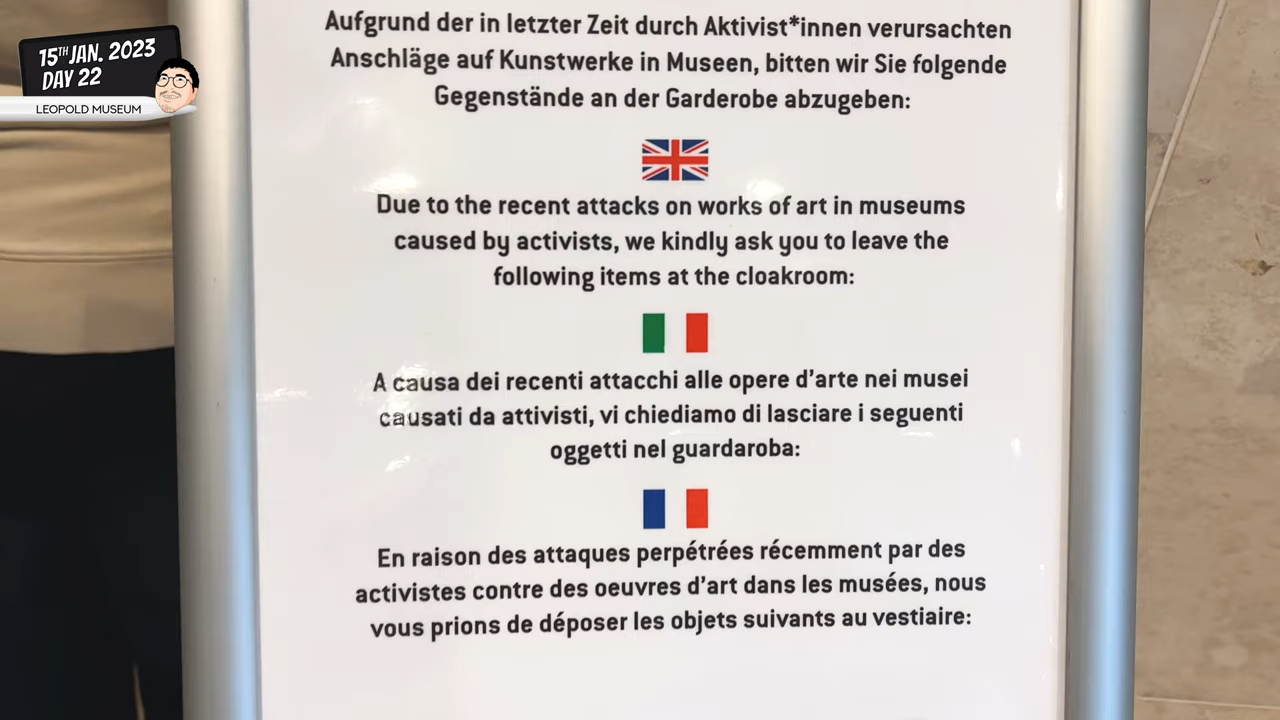 15TH JAN. 2023
DAY 22
LEOPOLD MUSEUM
Aufgrund der in letzter Zeit durch Aktivist*innen verursachten
Anschläge auf Kunstwerke in Museen, bitten wir Sie folgende
Gegenstände an der Garderobe abzugeben:
Due to the recent attacks on works of art in museums
caused by activists, we kindly ask you to leave the
following items at the cloakroom:
A causa dei recenti attacchi alle opere d'arte nei musei
causati da attivisti, vi chiediamo di lasciare i seguenti
oggetti nel guardaroba:
En raison des attaques perpétrées récemment par des
activistes contre des oeuvres d'art dans les musées, nous
vous prions de déposer les objets suivants au vestiaire: